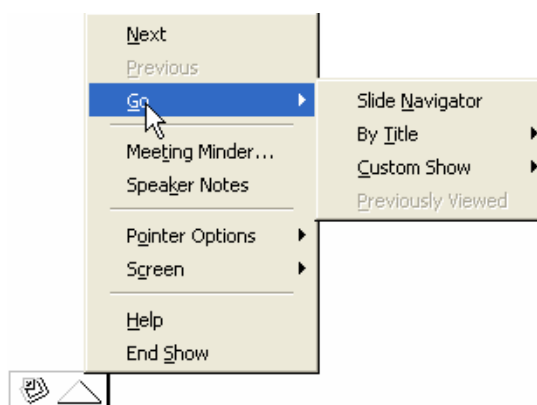 Next
Previous
Go
Meeting Minder...
Speaker Notes
Pointer Options
Screen
Help
End Show
Slide Navigator
By Title
Custom Show
Previously Viewed